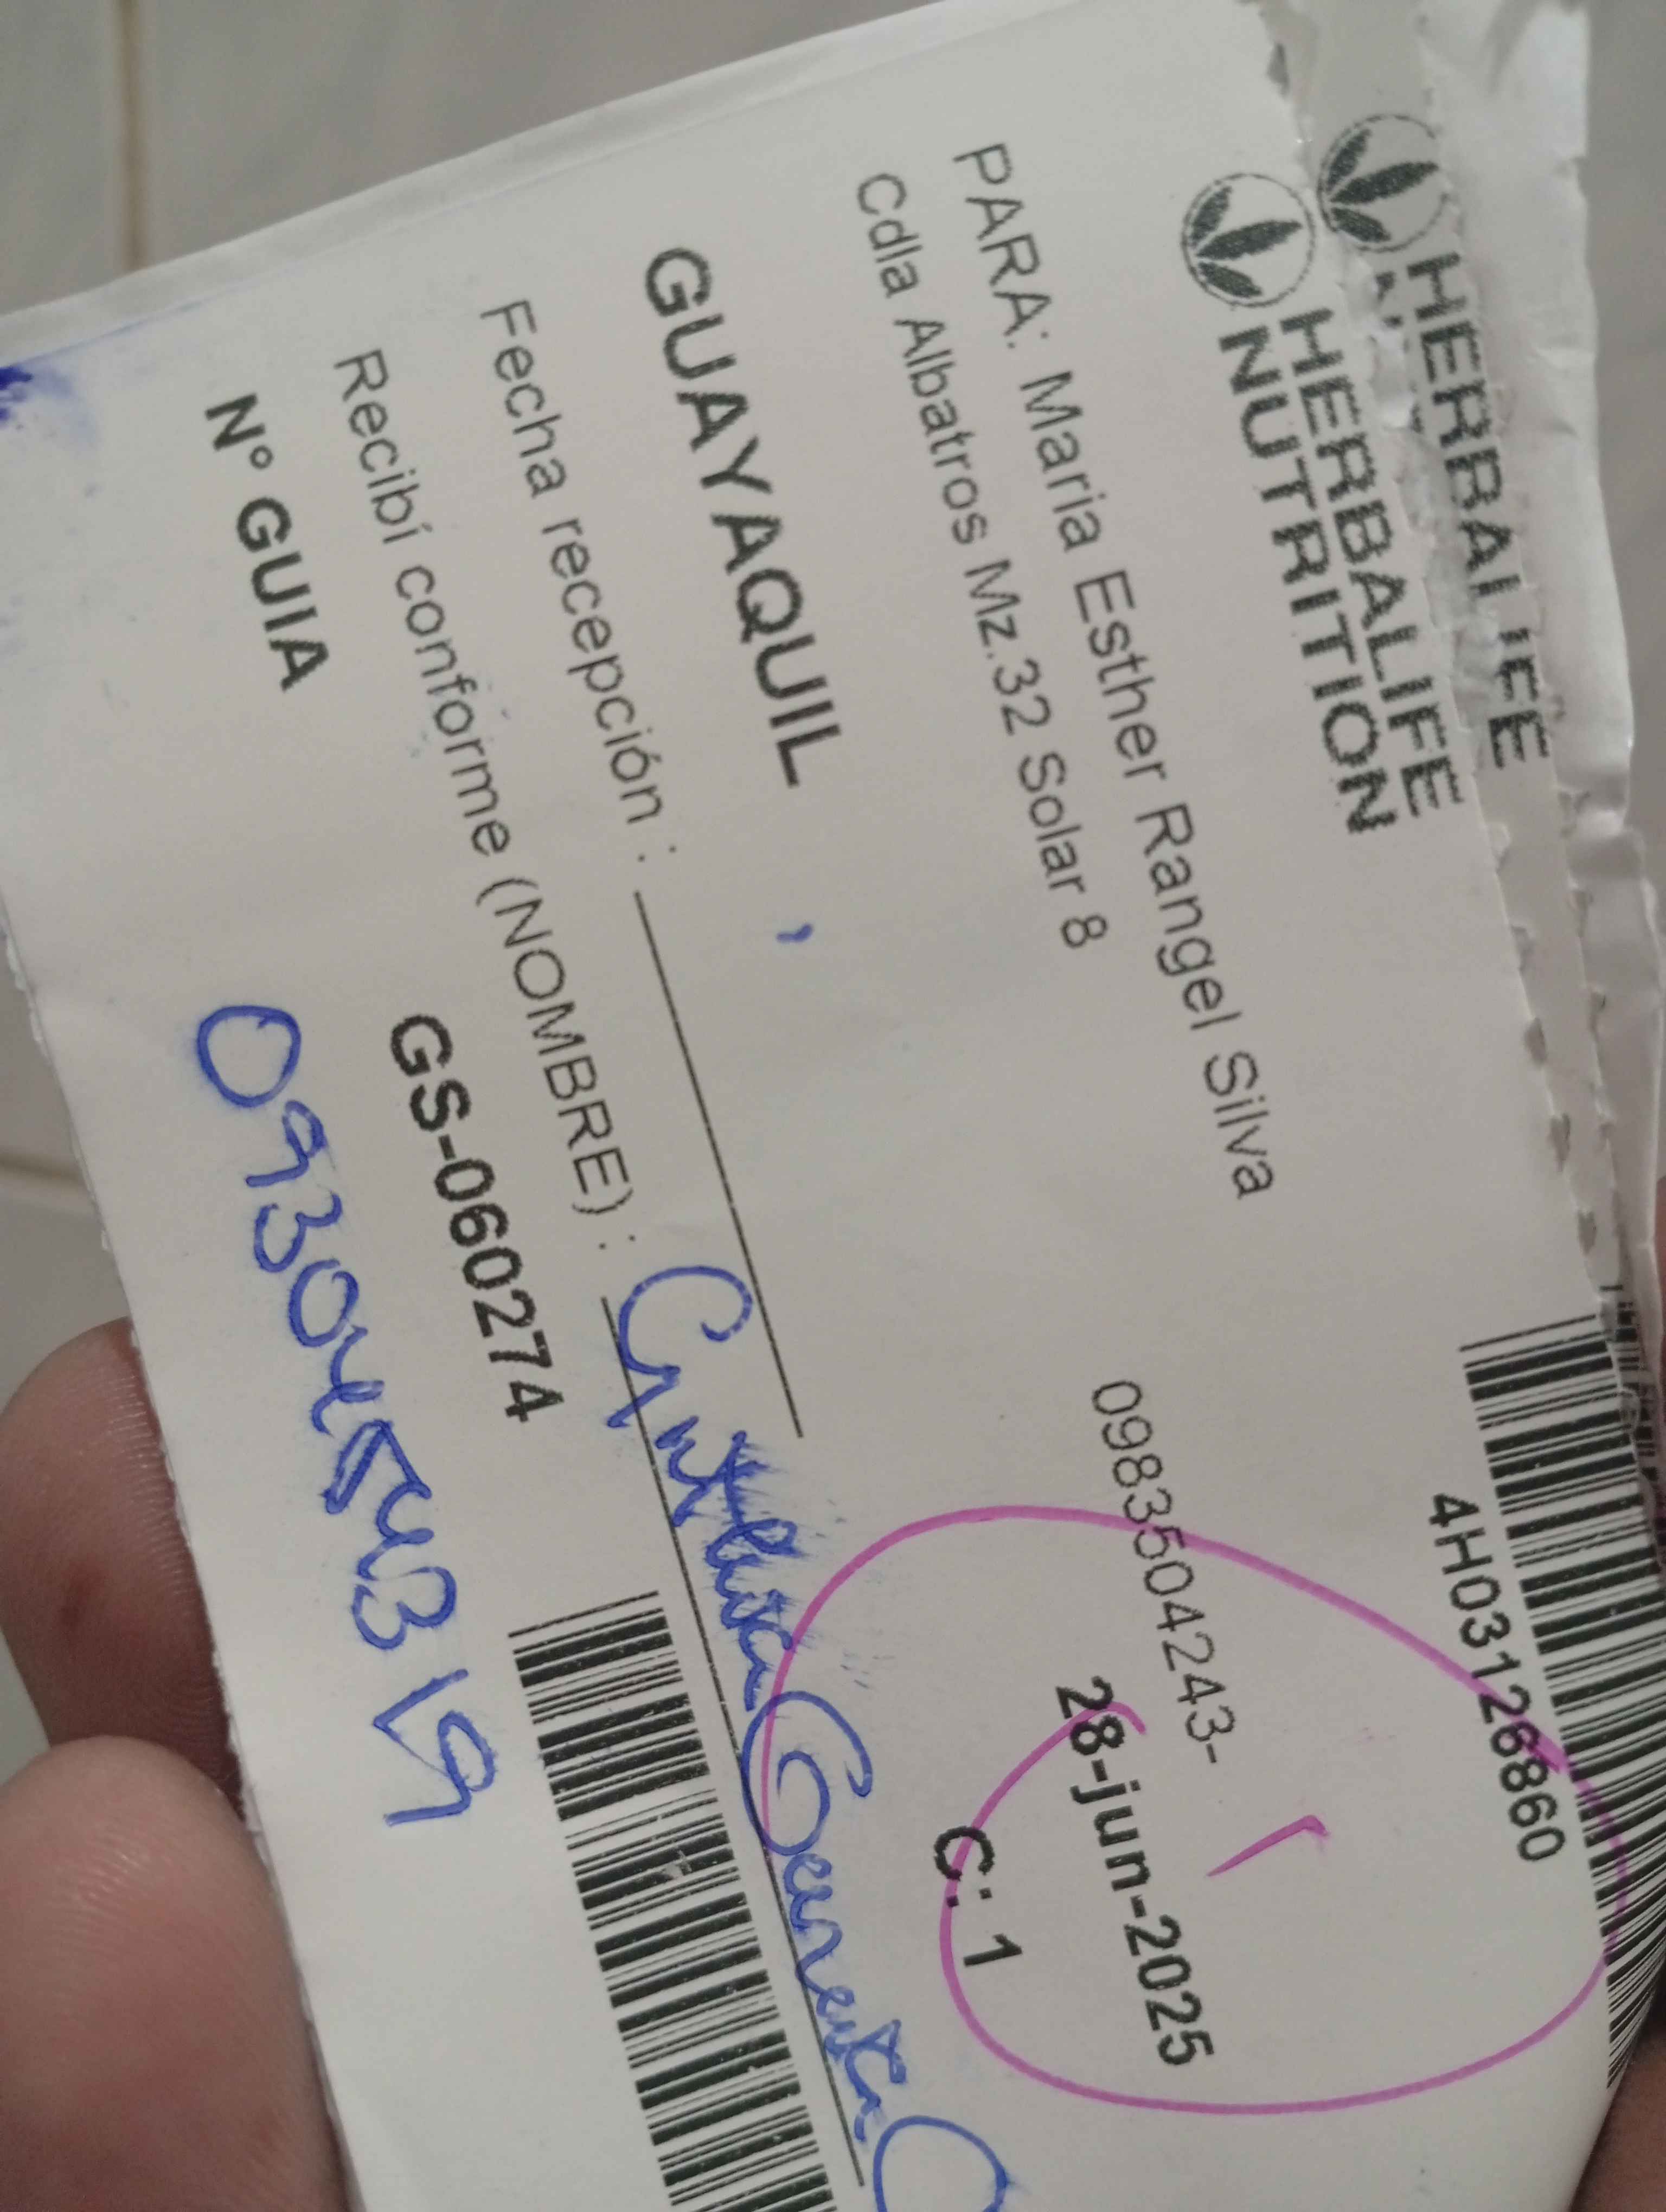 HERBALIFE
HERBALIFE
NUTRITION
4H03126860
PARA: Maria Esther Rangel Silva
Cdla Albatros Mz.32 Solar 8
0983504243-
28-jun-2025
GUAYAQUIL
C: 1
Fecha recepción :
Recibí conforme (NOMBRE) :
Nº GUIA
GS-060274